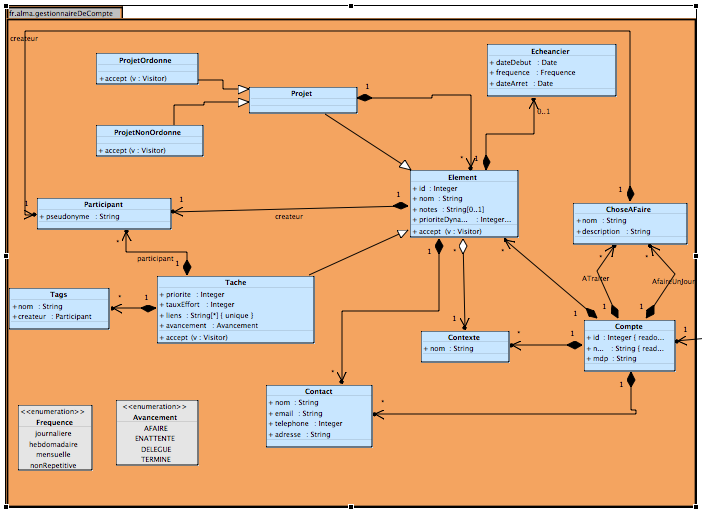 fr.alma.gestionnaireDeCompte
createur
ProjetOrdonne
+ accept (v : Visitor)
Projet
1
Echeancier
+ dateDebut : Date
+ frequence : Frequence
+ dateArret : Date
0..1
ProjetNonOrdonne
+ accept (v : Visitor)
*
1
Element
+ id : Integer
+ nom : String
+ notes : String[0..1]
+ prioriteDyna... : Integer...
+ accept (v : Visitor)
1
Participant
+ pseudonyme : String
1
1
1
createur
1
ChoseAFaire
+ nom : String
+ description : String
*
participant
1
1
*
*
*
*
ATraiter
AfaireUnJour
Tache
+ priorite : Integer
+ tauxEffort : Integer
+ liens : String[*] { unique }
+ avancement : Avancement
+ accept (v : Visitor)
Tags
+ nom : String
+ createur : Participant
*
1
*
Contexte
+ nom : String
*
1
1
1
1
Compte
+ id : Integer { reado...
+ n... : String { read...
+ mdp : String
1
1
*
Contact
+ nom : String
+ email : String
+ telephone : Integer
+ adresse : String
*
<<enumeration>>
Frequence
journaliere
hebdomadaire
mensuelle
nonRepetitive
<<enumeration>>
Avancement
AFAIRE
ENATTENTE
DELEGUE
TERMINE